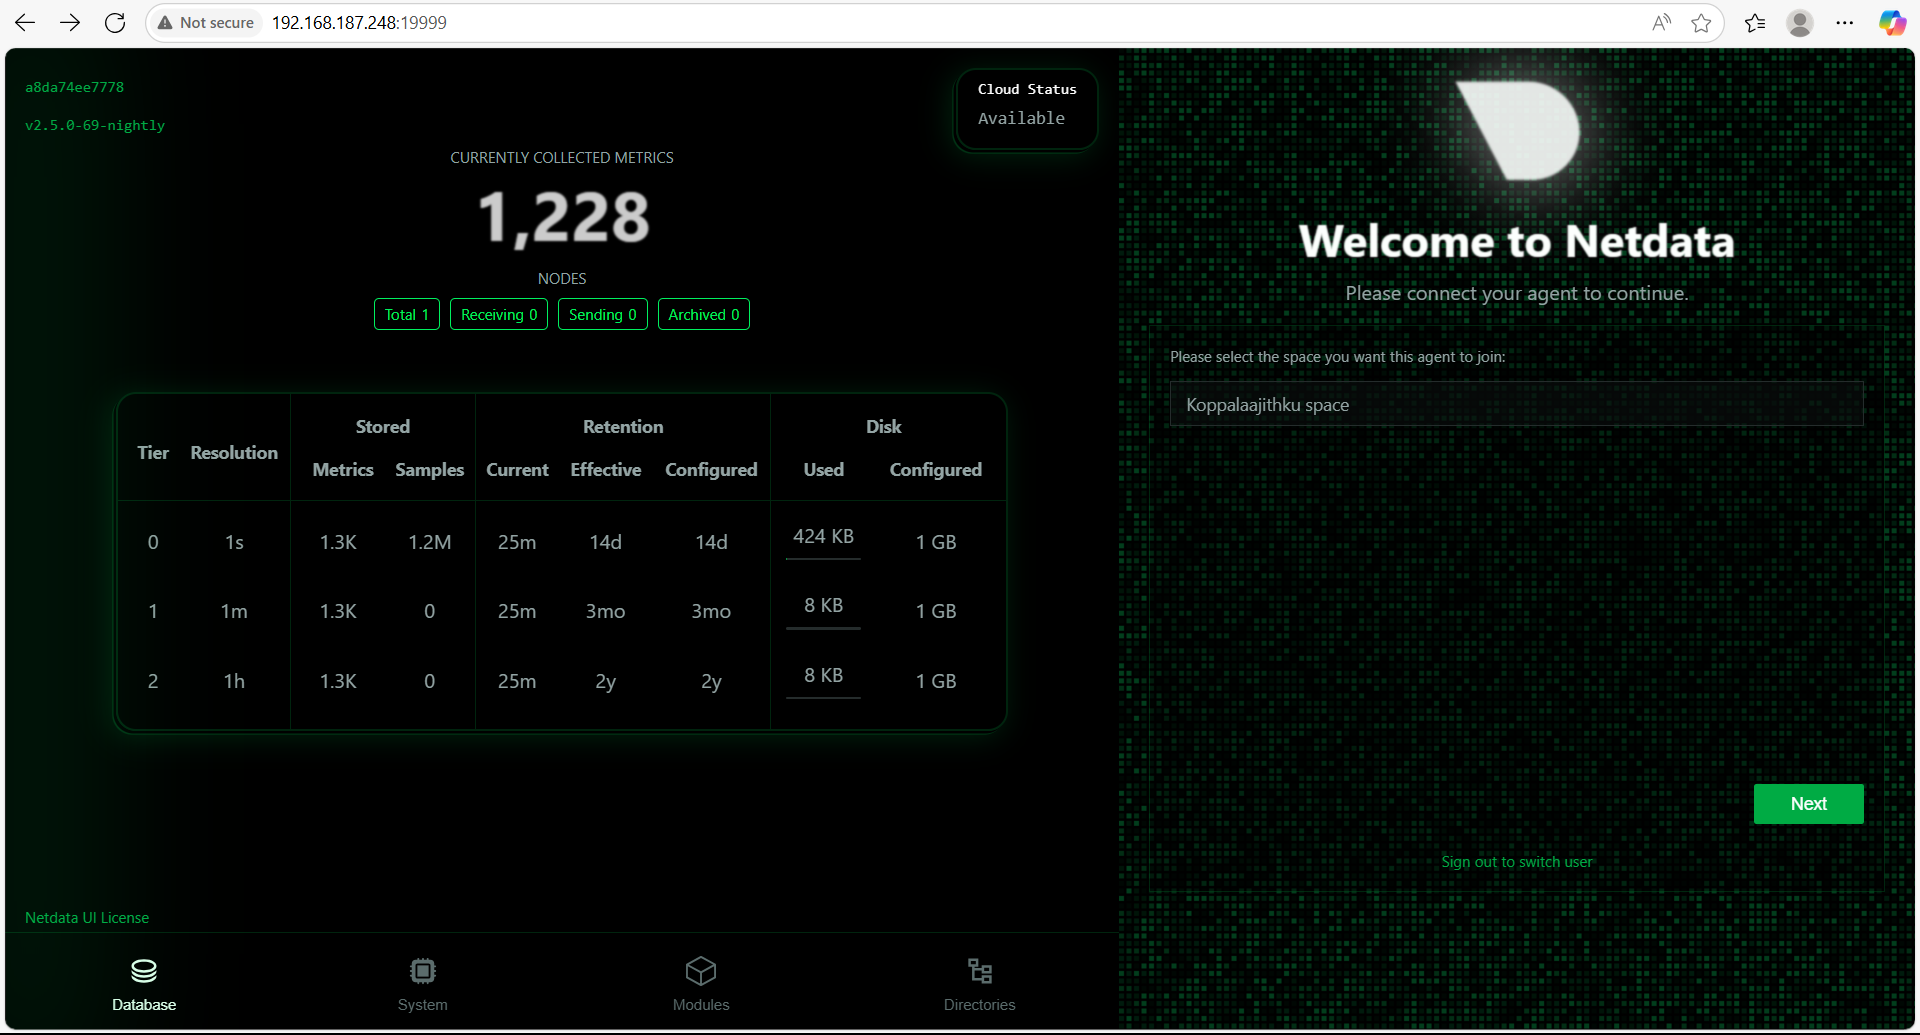 Not secure 192.168.187.248:19999
a8da74ee7778
v2.5.0-69-nightly
Cloud Status
Available
CURRENTLY COLLECTED METRICS
1,228
NODES
Total 1 Receiving 0 Sending 0 Archived 0
Stored Retention Disk
Tier Resolution Metrics Samples Current Effective Configured Used Configured
0 1s 1.3K 1.2M 25m 14d 14d 424 KB 1 GB
1 1m 1.3K 0 25m 3mo 3mo 8 KB 1 GB
2 1h 1.3K 0 25m 2y 2y 8 KB 1 GB
Netdata UI License
Database System Modules Directories
Welcome to Netdata
Please connect your agent to continue.
Please select the space you want this agent to join:
Koppalaajithku space
Next
Sign out to switch user